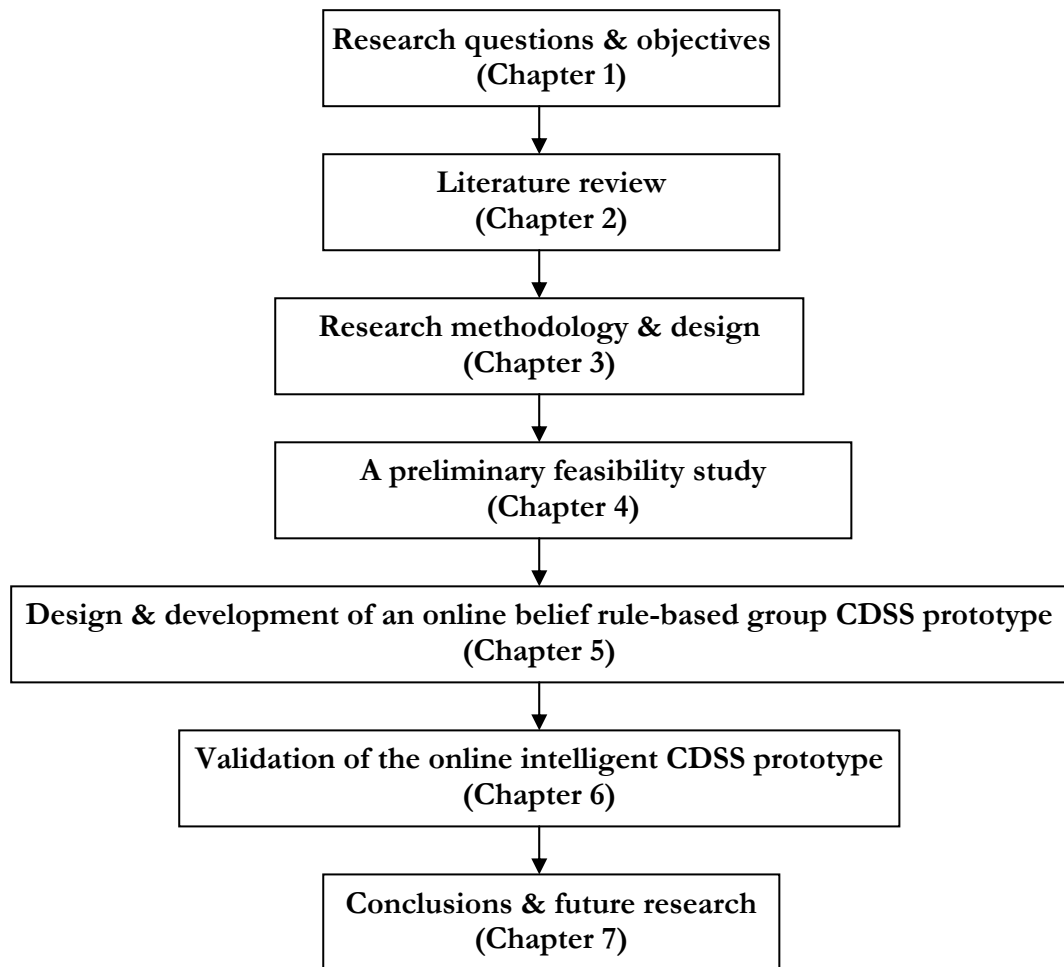 Research questions & objectives
(Chapter 1)
Literature review
(Chapter 2)
Research methodology & design
(Chapter 3)
A preliminary feasibility study
(Chapter 4)
Design & development of an online belief rule-based group CDSS prototype
(Chapter 5)
Validation of the online intelligent CDSS prototype
(Chapter 6)
Conclusions & future research
(Chapter 7)